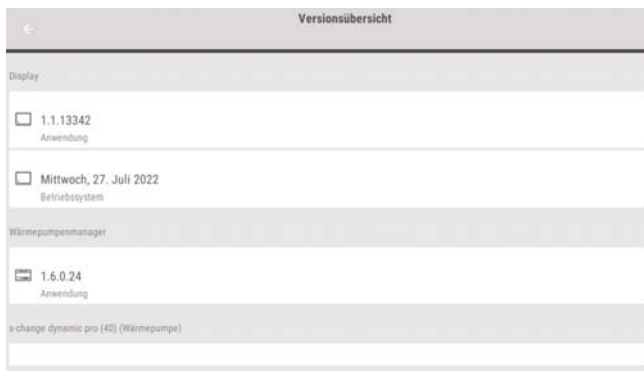 Versionsübersicht
Display
1.1.13342
Anwendung
Mittwoch, 27. Juli 2022
Betriebssystem
Wärmepumpenmanager
1.6.0.24
Anwendung
x-change dynamic pro (40) (Wärmepumpe)